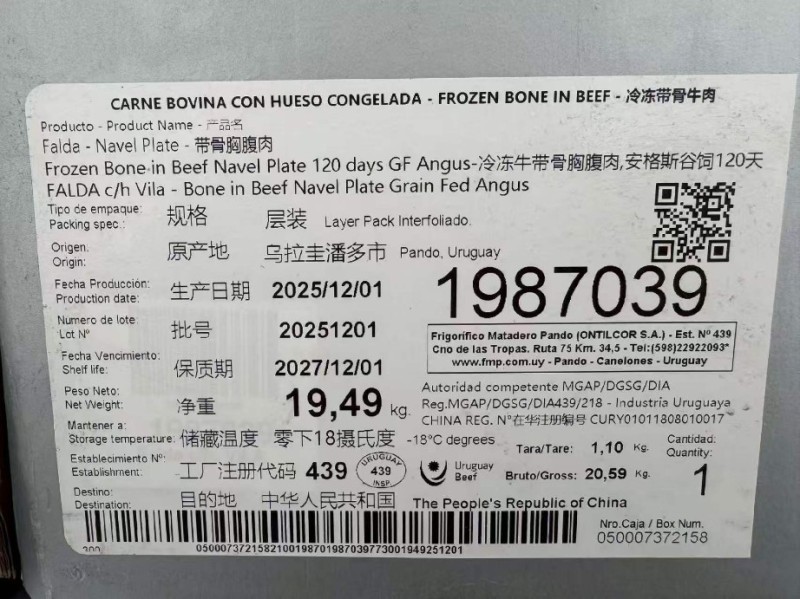 CARNE BOVINA CON HUESO CONGELADA - FROZEN BONE IN BEEF - 冷冻带骨牛肉
Producto - Product Name - 产品名
Falda - Navel Plate - 带骨胸腹肉
Frozen Bone-in Beef Navel Plate 120 days GF Angus-冷冻牛带骨胸腹肉,安格斯谷饲120天
FALDA c/h Vila - Bone in Beef Navel Plate Grain Fed Angus
Tipo de empaque: Packing spec.: 规格 层装 Layer Pack Interfoliado.
Origen: Origin: 原产地 乌拉圭潘多市 Pando, Uruguay
Fecha Producción: Production date: 生产日期 2025/12/01
1987039
Numero de lote: Lot Nº 批号 20251201
Frigorífico Matadero Pando (ONTILCOR S.A.) - Est. Nº 439
Cno de las Tropas. Ruta 75 Km. 34,5 - Tel:(598)22922093*
www.fmp.com.uy - Pando - Canelones - Uruguay
Fecha Vencimiento: Shelf life: 保质期 2027/12/01
Peso Neto: Net Weight: 净重 19,49 kg.
Autoridad competente MGAP/DGSG/DIA
Reg.MGAP/DGSG/DIA439/218 - Industria Uruguaya
CHINA REG. Nº在华注册编号 CURY01011808010017
Mantener a: Storage temperature: 储藏温度 零下18摄氏度 -18°C degrees
Tara/Tare: 1,10 Kg.
Cantidad: Quantity: 1
Establecimiento Nº: Establishment: 工厂注册代码 439
URUGUAY 439 INSP.
Uruguay Beef
Bruto/Gross: 20,59 Kg.
Destino: Destination: 目的地 中华人民共和国 The People's Republic of China
Nro.Caja / Box Num.
050007372158
300
05000737215821001987019870397730019492512​01